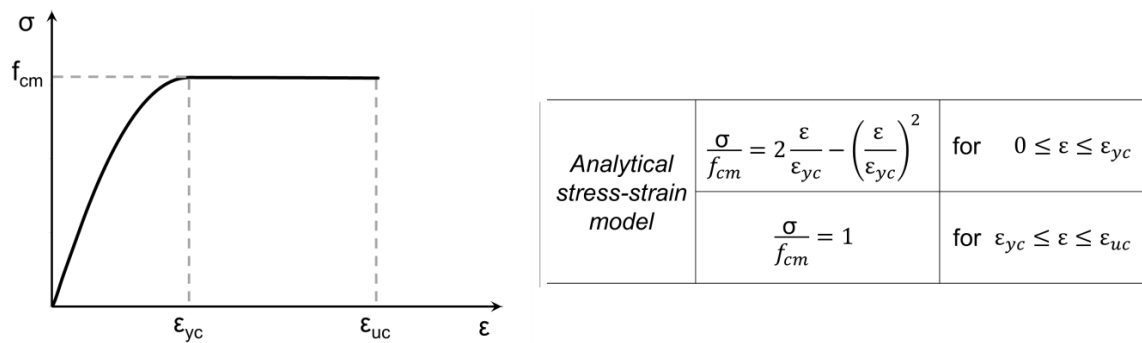 σ
f_cm
ε_yc
ε_uc
ε
Analytical
stress-strain
model
σ/f_cm = 2 ε/ε_yc − (ε/ε_yc)²
for 0 ≤ ε ≤ ε_yc
σ/f_cm = 1
for ε_yc ≤ ε ≤ ε_uc